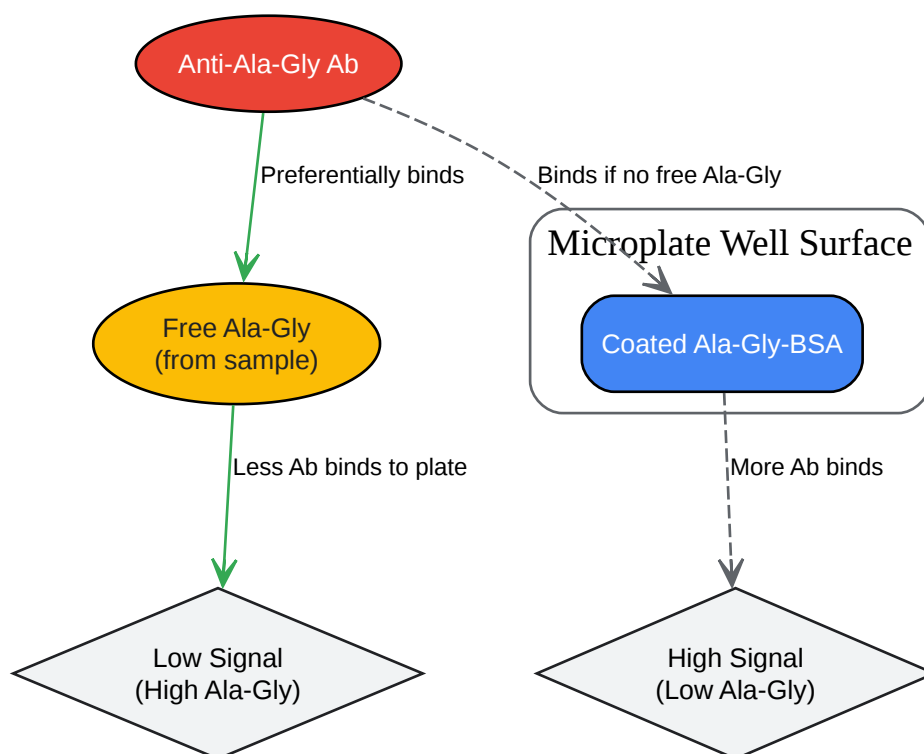 Anti-Ala-Gly Ab
Preferentially binds
Binds if no free Ala-Gly
Microplate Well Surface
Free Ala-Gly
(from sample)
Coated Ala-Gly-BSA
Less Ab binds to plate
More Ab binds
Low Signal
(High Ala-Gly)
High Signal
(Low Ala-Gly)